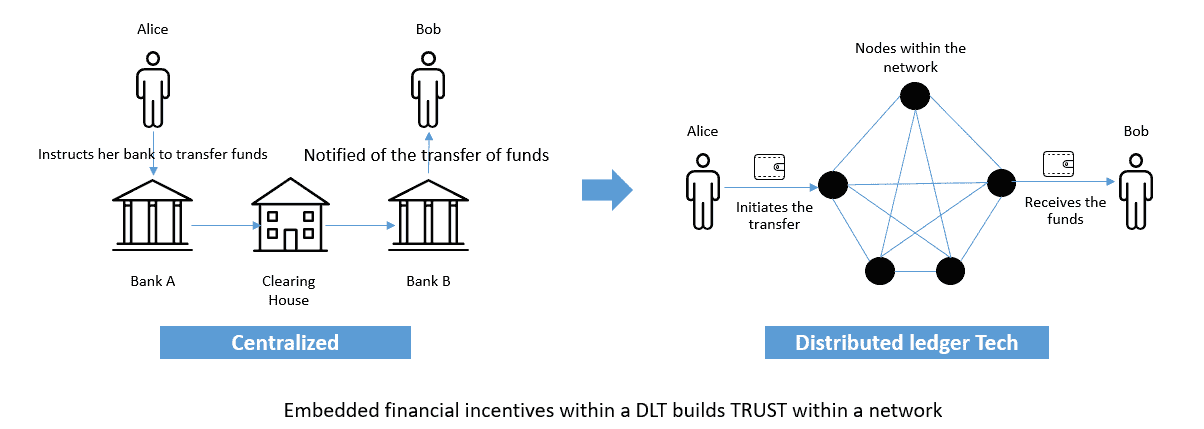 Alice
Bob
Instructs her bank to transfer funds
Notified of the transfer of funds
Bank A
Clearing
House
Bank B
Centralized
Nodes within the
network
Alice
Bob
Initiates the
transfer
Receives the
funds
Distributed ledger Tech
Embedded financial incentives within a DLT builds TRUST within a network